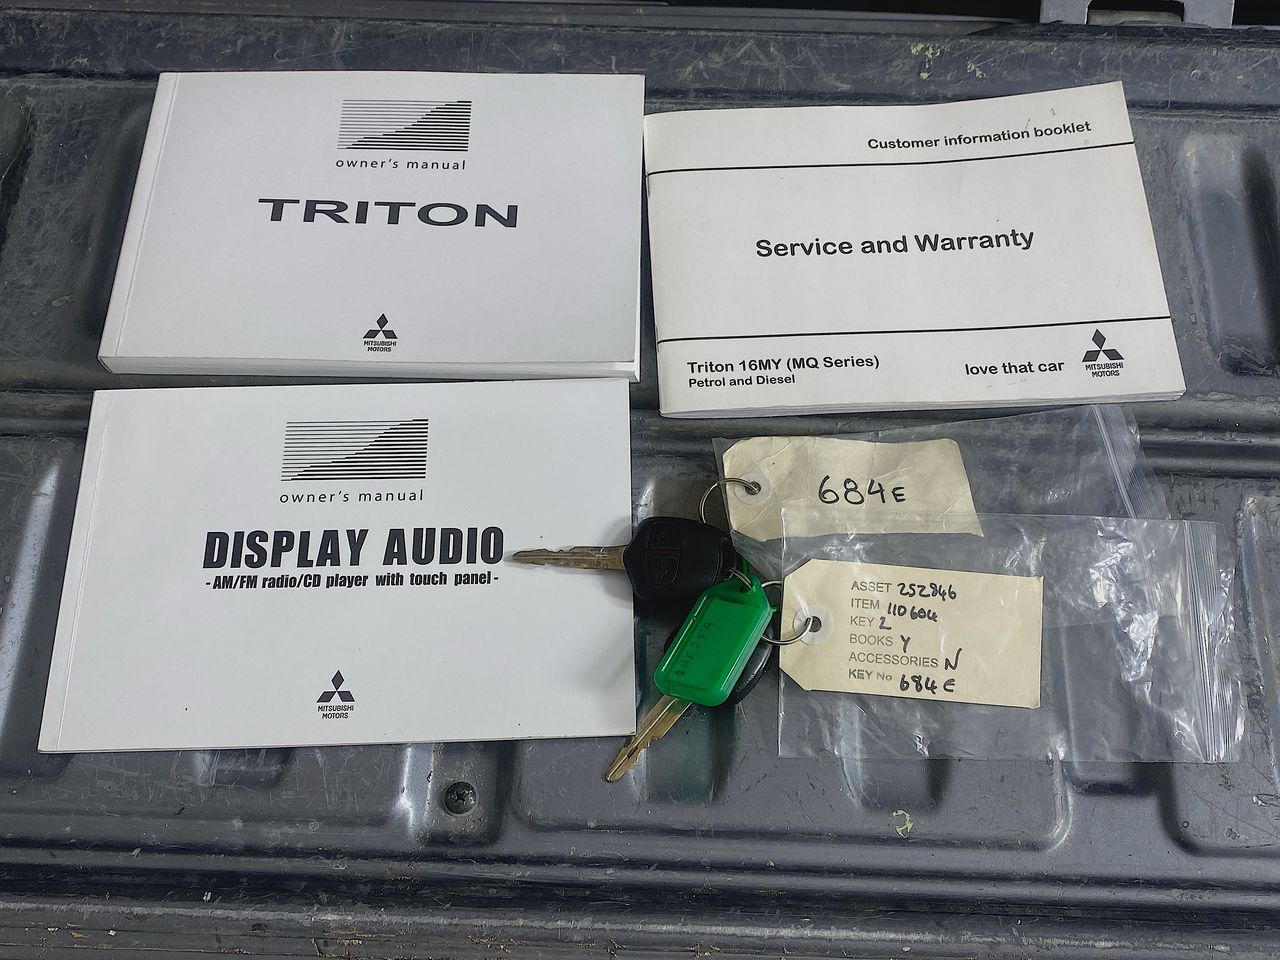 owner's manual
TRITON
MITSUBISHI
MOTORS
Customer information booklet
Service and Warranty
Triton 16MY (MQ Series)
Petrol and Diesel
love that car
MITSUBISHI
MOTORS
owner's manual
DISPLAY AUDIO
- AM/FM radio/CD player with touch panel -
MITSUBISHI
MOTORS
684E
ASSET 252846
ITEM 110604
KEY 2
BOOKS Y
ACCESSORIES N
KEY No 684E